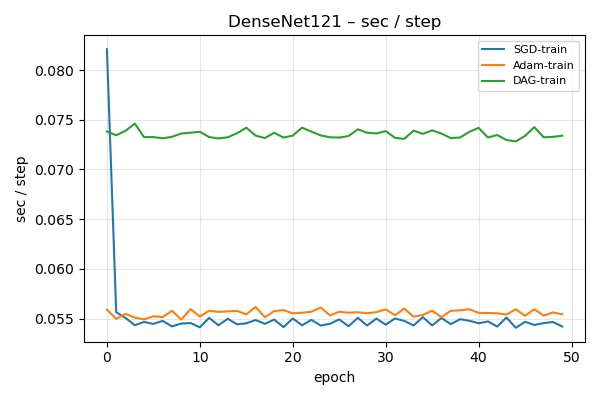 DenseNet121 – sec / step
SGD-train
Adam-train
DAG-train
sec / step
0.080
0.075
0.070
0.065
0.060
0.055
0
10
20
30
40
50
epoch